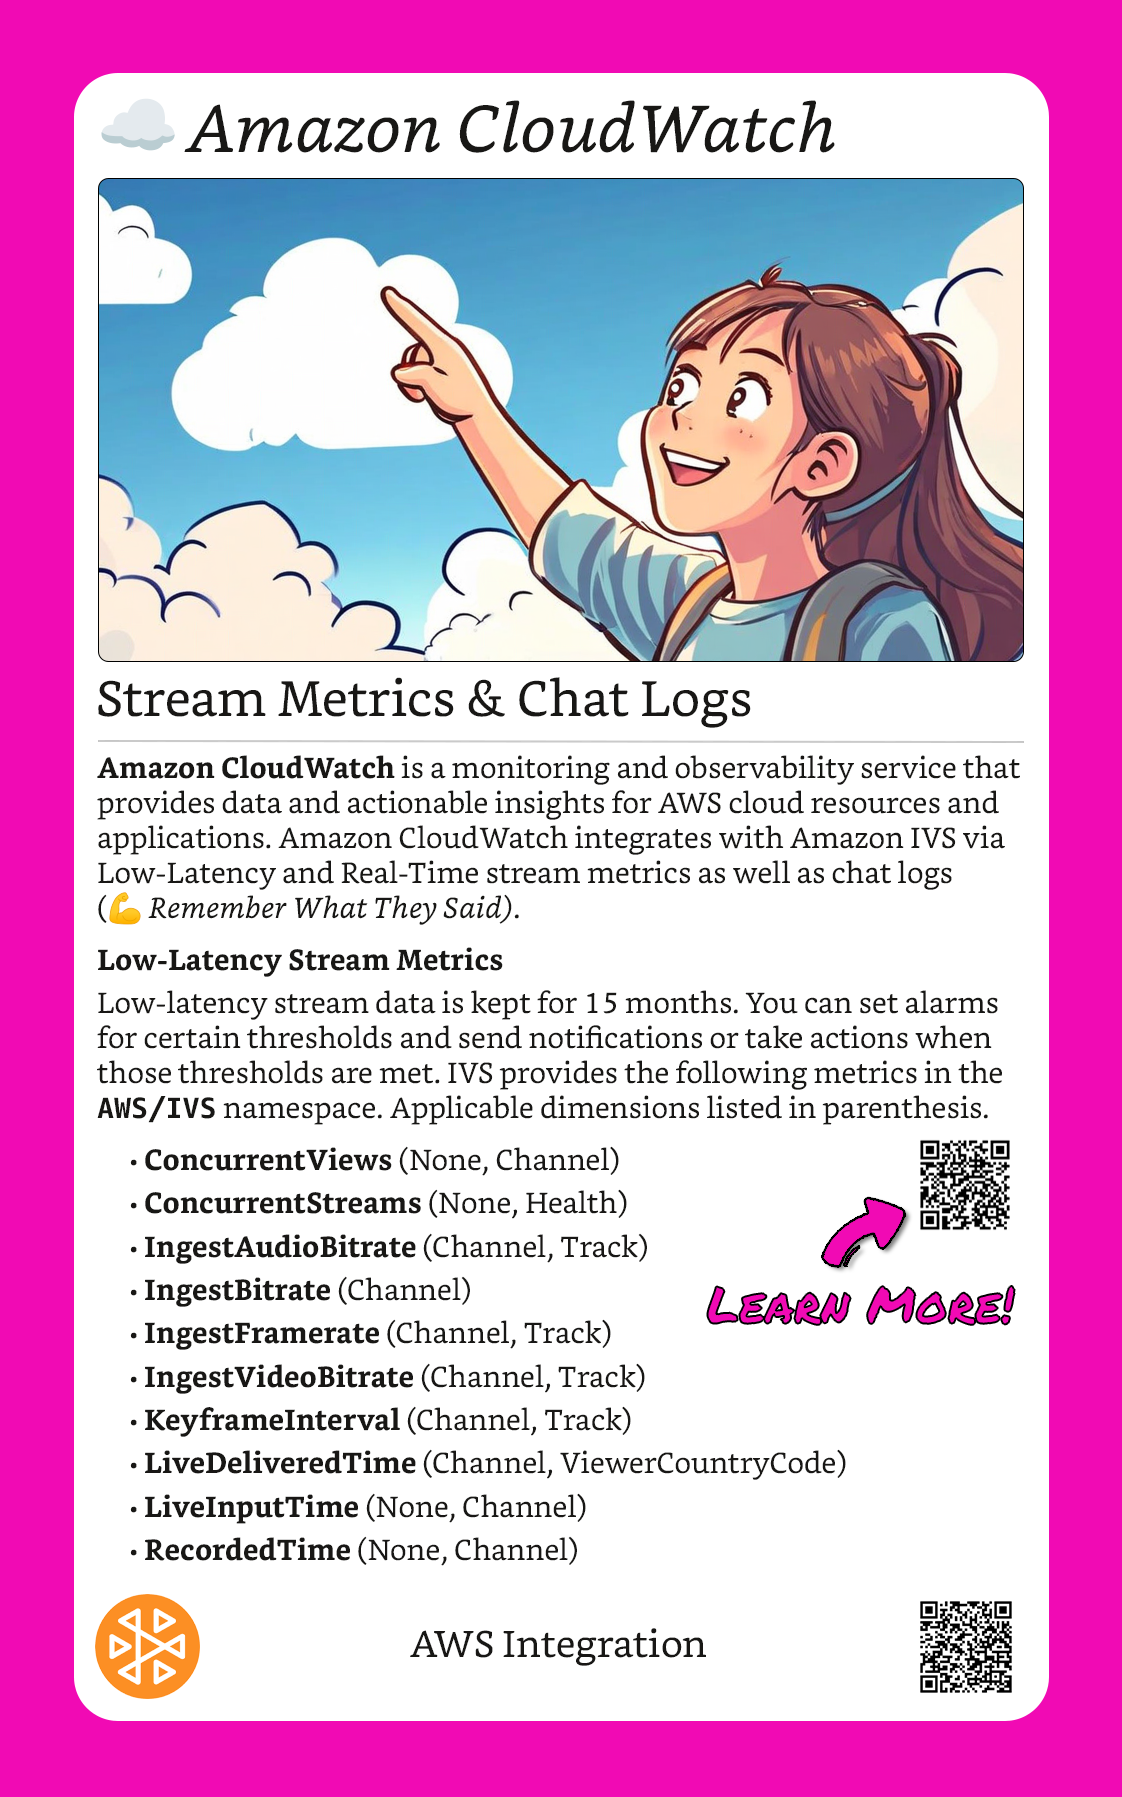 ☁️ Amazon CloudWatch
Stream Metrics & Chat Logs
Amazon CloudWatch is a monitoring and observability service that
provides data and actionable insights for AWS cloud resources and
applications. Amazon CloudWatch integrates with Amazon IVS via
Low-Latency and Real-Time stream metrics as well as chat logs
(💪 Remember What They Said).
Low-Latency Stream Metrics
Low-latency stream data is kept for 15 months. You can set alarms
for certain thresholds and send notifications or take actions when
those thresholds are met. IVS provides the following metrics in the
AWS/IVS namespace. Applicable dimensions listed in parenthesis.
• ConcurrentViews (None, Channel)
• ConcurrentStreams (None, Health)
• IngestAudioBitrate (Channel, Track)
• IngestBitrate (Channel)
• IngestFramerate (Channel, Track)
• IngestVideoBitrate (Channel, Track)
• KeyframeInterval (Channel, Track)
• LiveDeliveredTime (Channel, ViewerCountryCode)
• LiveInputTime (None, Channel)
• RecordedTime (None, Channel)
Learn More!
AWS Integration